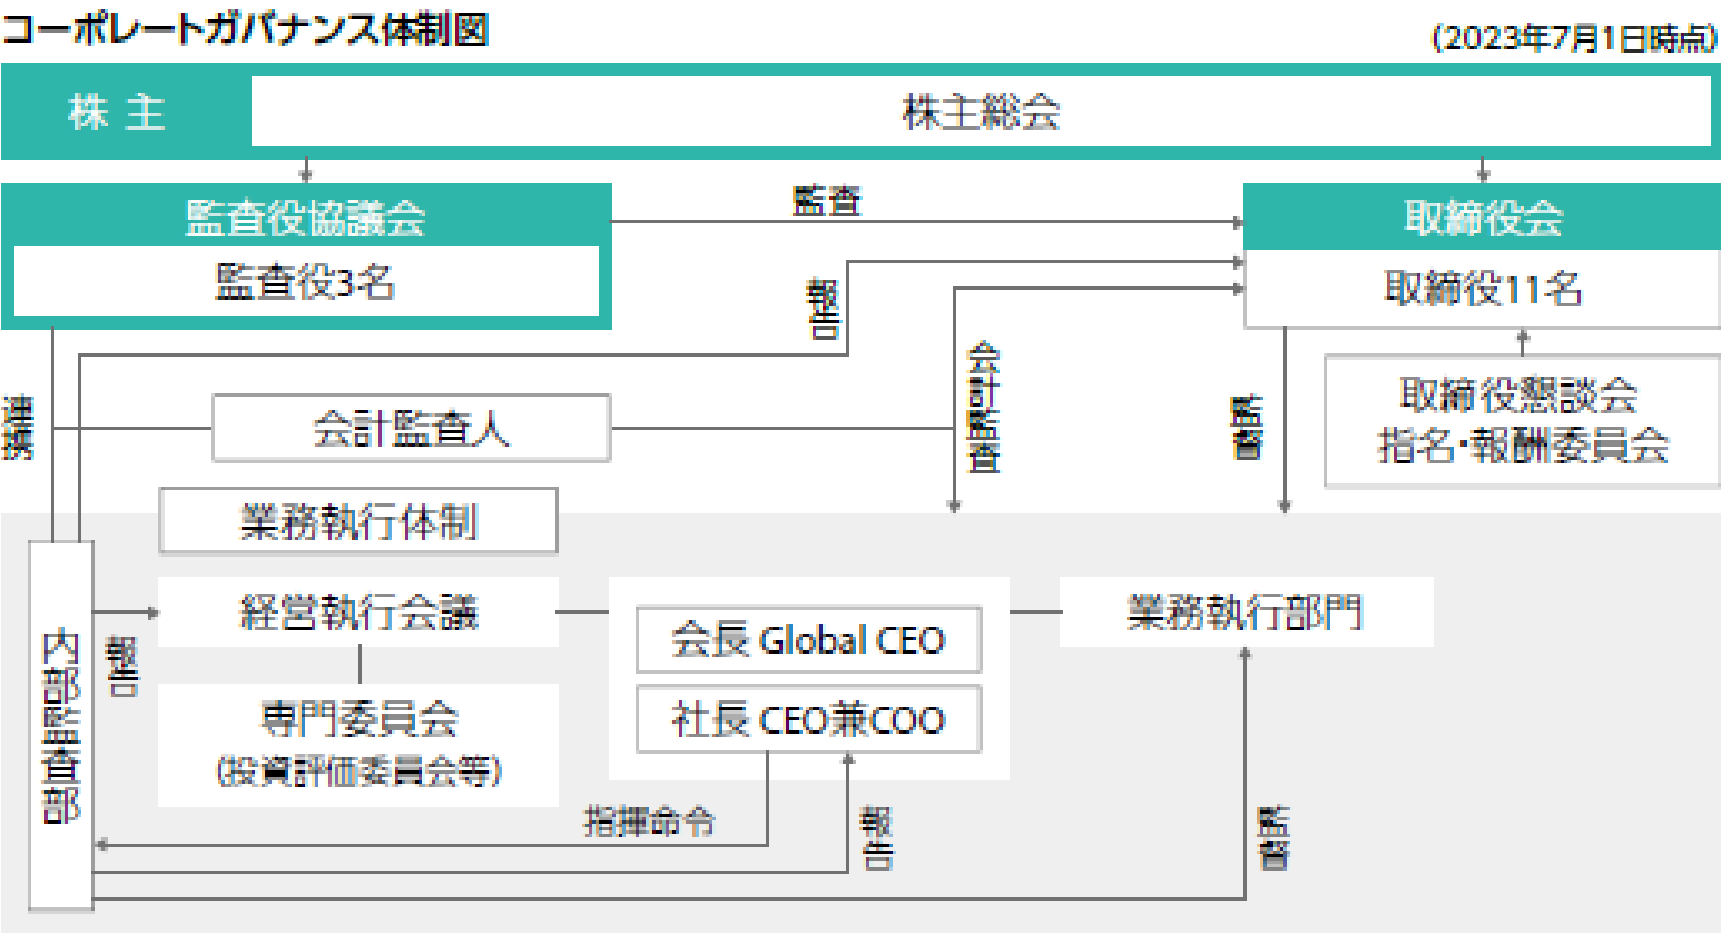 コーポレートガバナンス体制図
(2023年7月1日時点)
株 主
株主総会
監査役協議会
監査役3名
監査
取締役会
取締役11名
報告
連携
会計監査人
会計監査
監督
取締役懇談会
指名・報酬委員会
業務執行体制
内部監査部
報告
経営執行会議
専門委員会
(投資評価委員会等)
会長 Global CEO
社長 CEO兼COO
業務執行部門
指揮命令
報告
監査